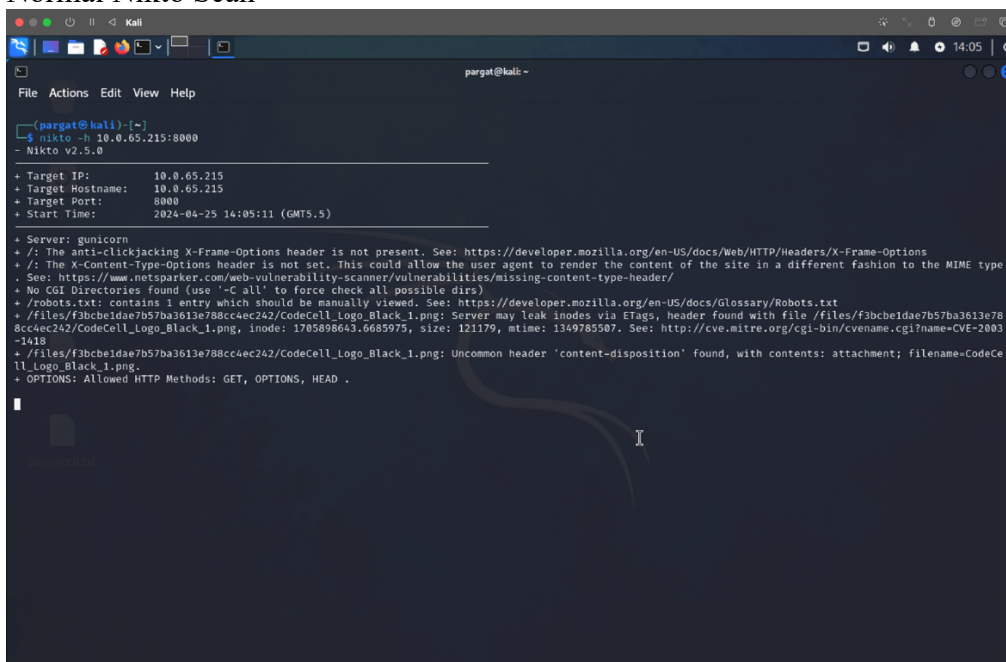 Normal Nikto Scan
Kali
14:05
pargat@kali: ~
File Actions Edit View Help
(pargat㉿kali)-[~]
$ nikto -h 10.0.65.215:8000
- Nikto v2.5.0
+ Target IP: 10.0.65.215
+ Target Hostname: 10.0.65.215
+ Target Port: 8000
+ Start Time: 2024-04-25 14:05:11 (GMT5.5)
+ Server: gunicorn
+ /: The anti-clickjacking X-Frame-Options header is not present. See: https://developer.mozilla.org/en-US/docs/Web/HTTP/Headers/X-Frame-Options
+ /: The X-Content-Type-Options header is not set. This could allow the user agent to render the content of the site in a different fashion to the MIME type
. See: https://www.netsparker.com/web-vulnerability-scanner/vulnerabilities/missing-content-type-header/
+ No CGI Directories found (use '-C all' to force check all possible dirs)
+ /robots.txt: contains 1 entry which should be manually viewed. See: https://developer.mozilla.org/en-US/docs/Glossary/Robots.txt
+ /files/f3bcbe1dae7b57ba3613e788cc4ec242/CodeCell_Logo_Black_1.png: Server may leak inodes via ETags, header found with file /files/f3bcbe1dae7b57ba3613e78
8cc4ec242/CodeCell_Logo_Black_1.png, inode: 1705898643.6685975, size: 121179, mtime: 1349785507. See: http://cve.mitre.org/cgi-bin/cvename.cgi?name=CVE-2003
-1418
+ /files/f3bcbe1dae7b57ba3613e788cc4ec242/CodeCell_Logo_Black_1.png: Uncommon header 'content-disposition' found, with contents: attachment; filename=CodeCe
ll_Logo_Black_1.png.
+ OPTIONS: Allowed HTTP Methods: GET, OPTIONS, HEAD .
password.txt